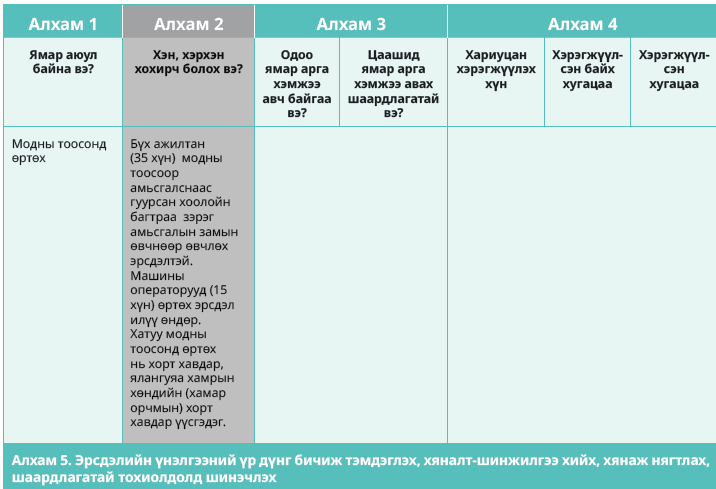 Алхам 1
Алхам 2
Алхам 3
Алхам 4
Ямар аюул
байна вэ?
Хэн, хэрхэн
хохирч болох вэ?
Одоо
ямар арга
хэмжээ
авч байгаа
вэ?
Цаашид
ямар арга
хэмжээ авах
шаардлагатай
вэ?
Хариуцан
хэрэгжүүлэх
хүн
Хэрэгжүүл-
сэн байх
хугацаа
Хэрэгжүүл-
сэн
хугацаа
Модны тоосонд
өртөх
Бүх ажилтан
(35 хүн) модны
тоосоор
амьсгалснаас
гуурсан хоолойн
багтраа зэрэг
амьсгалын замын
өвчнөөр өвчлөх
эрсдэлтэй.
Машины
операторууд (15
хүн) өртөх эрсдэл
илүү өндөр.
Хатуу модны
тоосонд өртөх
нь хорт хавдар,
ялангуяа хамрын
хөндийн (хамар
орчмын) хорт
хавдар үүсгэдэг.
Алхам 5. Эрсдэлийн үнэлгээний үр дүнг бичиж тэмдэглэх, хяналт-шинжилгээ хийх, хянаж нягтлах,
шаардлагатай тохиолдолд шинэчлэх